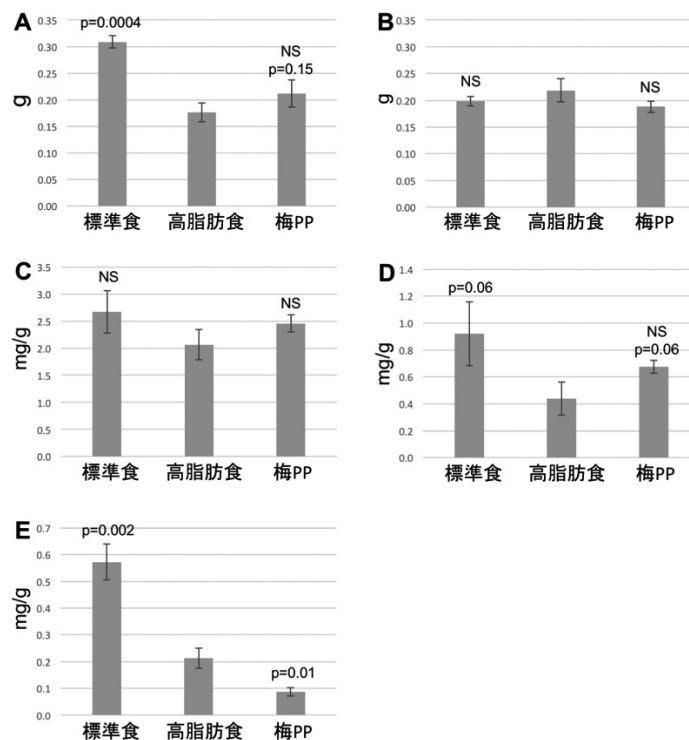 A
0.35
0.30
0.25
0.20
0.15
0.10
0.05
0.00
g
p=0.0004
NS
p=0.15
標準食
高脂肪食
梅PP
B
0.35
0.30
0.25
0.20
0.15
0.10
0.05
0.00
g
NS
NS
標準食
高脂肪食
梅PP
C
3.5
3.0
2.5
2.0
1.5
1.0
0.5
0.0
mg/g
NS
NS
標準食
高脂肪食
梅PP
D
1.4
1.2
1.0
0.8
0.6
0.4
0.2
0.0
mg/g
p=0.06
NS
p=0.06
標準食
高脂肪食
梅PP
E
0.7
0.6
0.5
0.4
0.3
0.2
0.1
0.0
mg/g
p=0.002
p=0.01
標準食
高脂肪食
梅PP